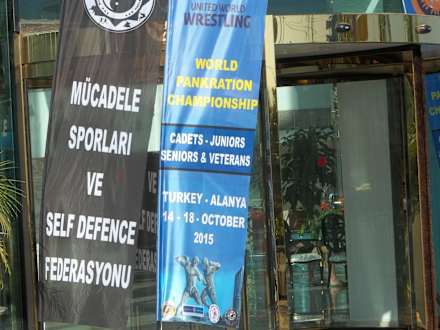 MÜCADELE
SPORLARI
VE
SELF DEFENCE
FEDERASYONU
UNITED WORLD
WRESTLING
WORLD
PANKRATION
CHAMPIONSHIP
CADETS - JUNIORS
SENIORS & VETERANS
TURKEY - ALANYA
14 - 18 - OCTOBER
2015